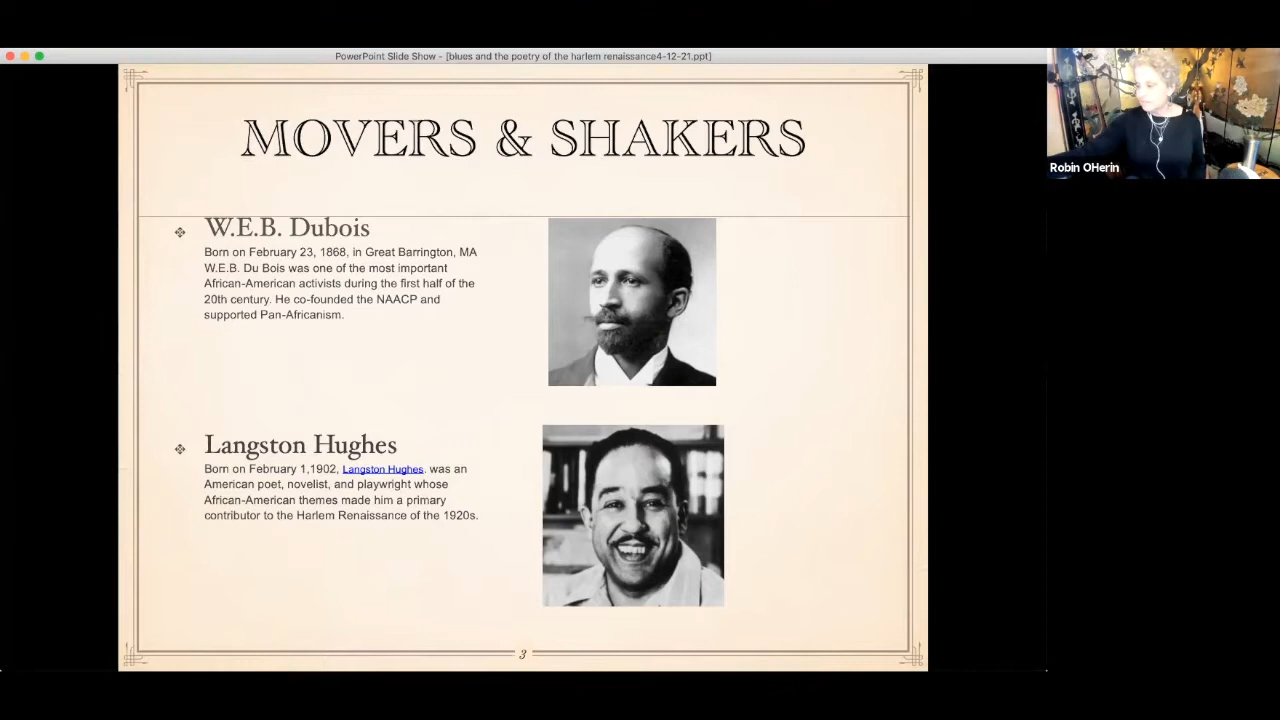 PowerPoint Slide Show - [blues and the poetry of the harlem renaissance4-12-21.ppt]
MOVERS & SHAKERS
W.E.B. Dubois
Born on February 23, 1868, in Great Barrington, MA
W.E.B. Du Bois was one of the most important
African-American activists during the first half of the
20th century. He co-founded the NAACP and
supported Pan-Africanism.
Langston Hughes
Born on February 1,1902, Langston Hughes. was an
American poet, novelist, and playwright whose
African-American themes made him a primary
contributor to the Harlem Renaissance of the 1920s.
3
Robin OHerin